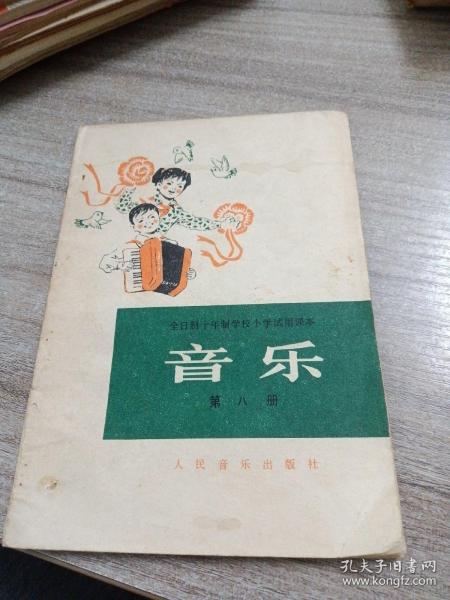 全日制十年制学校小学试用课本
音乐
第八册
人民音乐出版社
孔夫子旧书网
www.kongfz.com